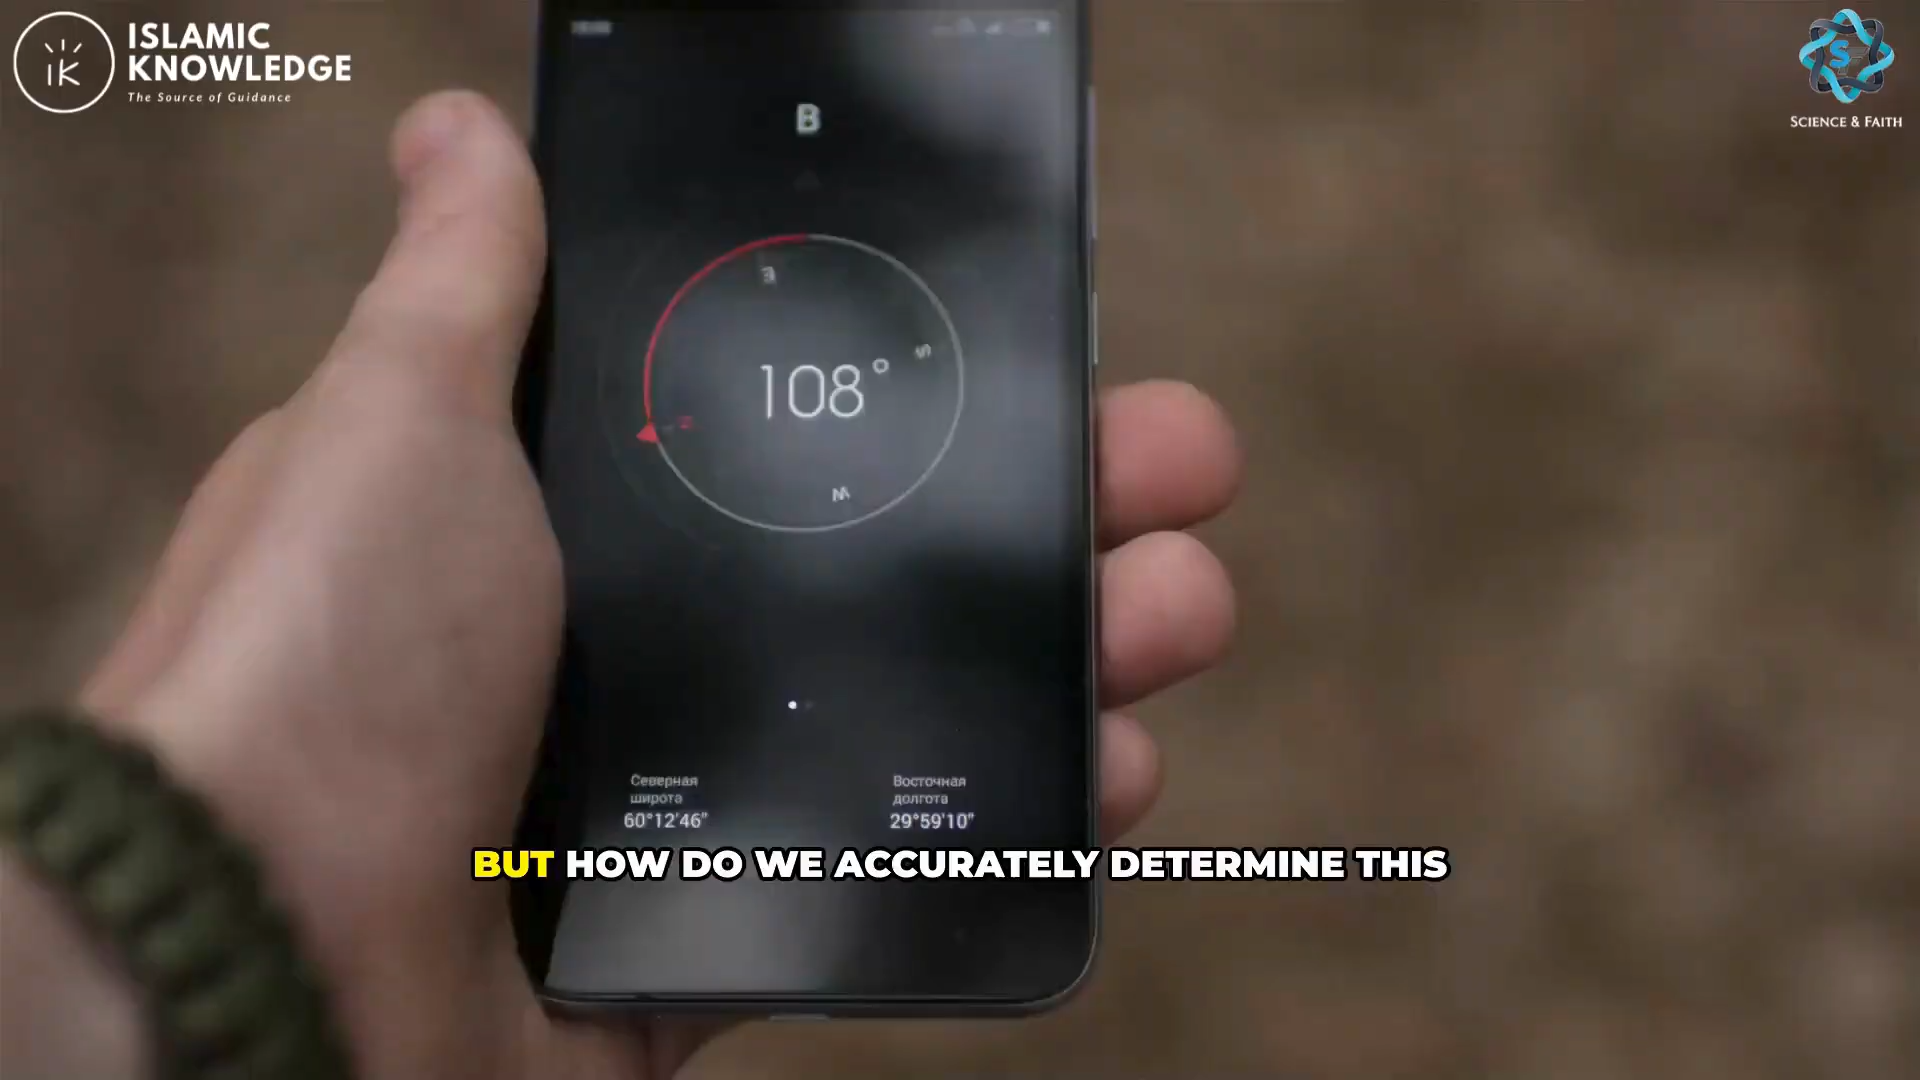 ISLAMIC
KNOWLEDGE
The Source of Guidance
IK
S
SCIENCE & FAITH
В
E
S
108°
N
W
Северная
широта
60°12'46"
Восточная
долгота
29°59'10"
BUT HOW DO WE ACCURATELY DETERMINE THIS